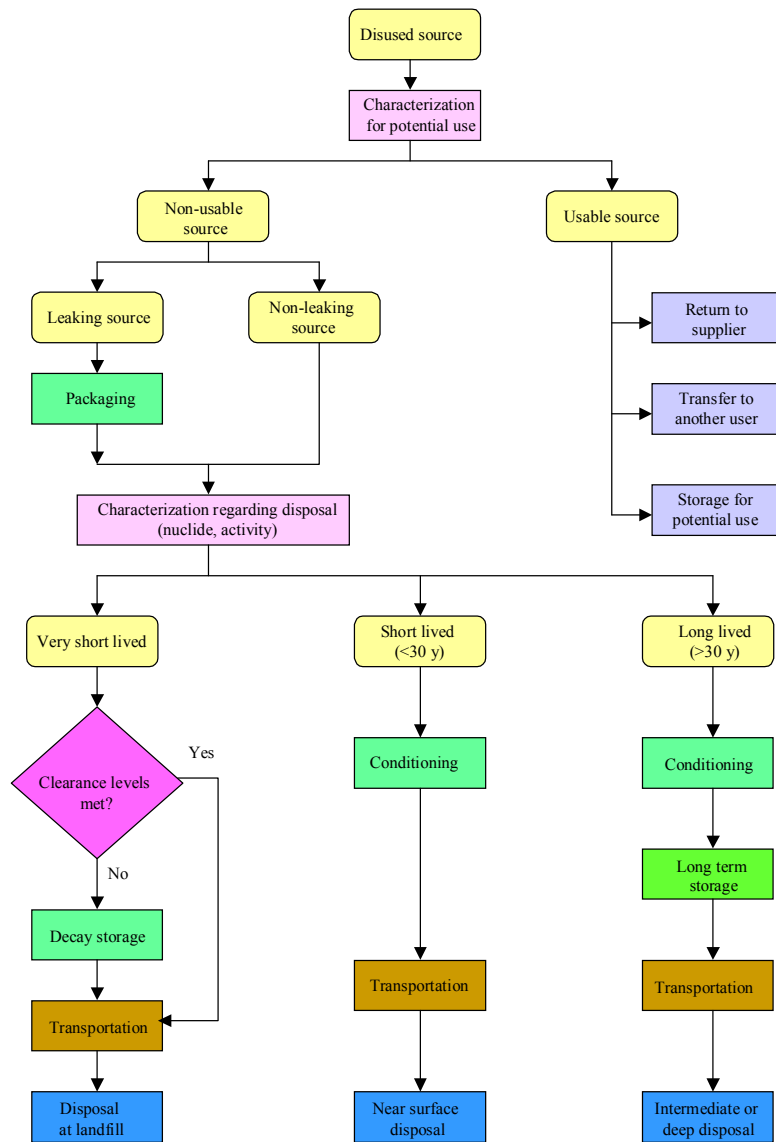 Disused source
Characterization
for potential use
Non-usable
source
Usable source
Leaking source
Non-leaking
source
Return to
supplier
Packaging
Transfer to
another user
Characterization regarding disposal
(nuclide, activity)
Storage for
potential use
Very short lived
Short lived
(<30 y)
Long lived
(>30 y)
Yes
Clearance levels
met?
Conditioning
Conditioning
No
Long term
storage
Decay storage
Transportation
Transportation
Transportation
Disposal
at landfill
Near surface
disposal
Intermediate or
deep disposal